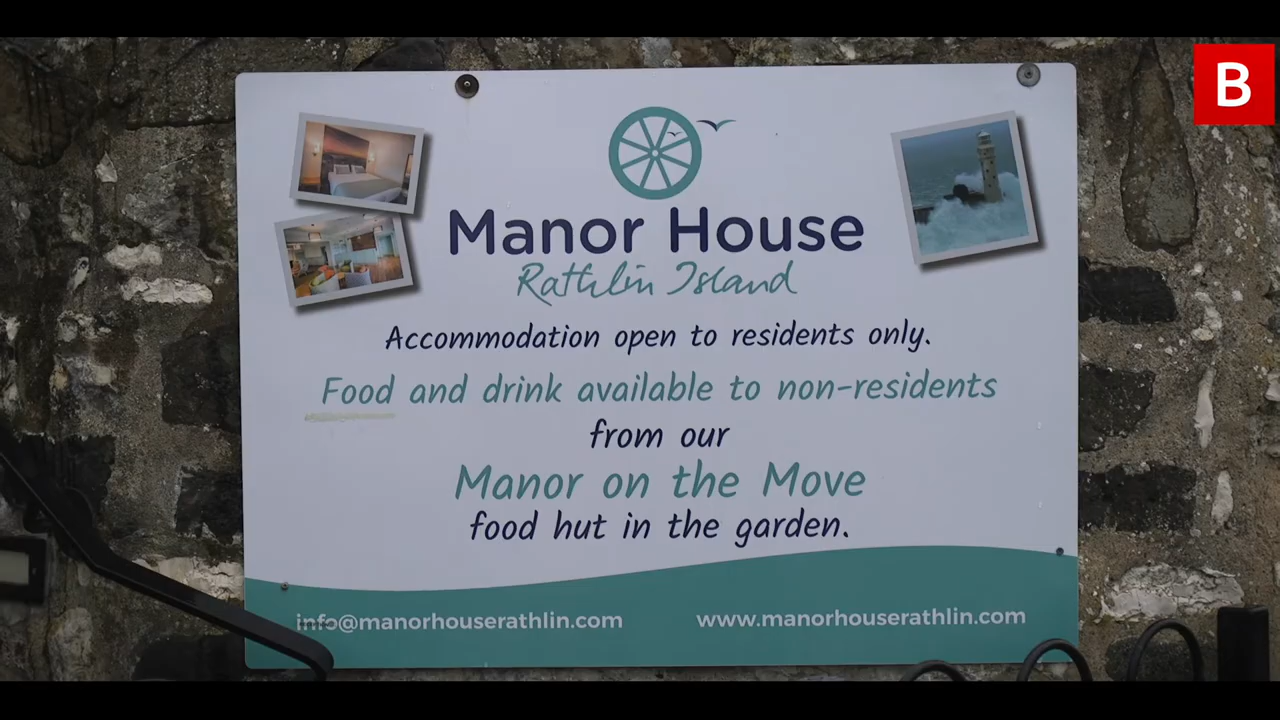 B
Manor House
Rathlin Island
Accommodation open to residents only.
Food and drink available to non-residents
from our
Manor on the Move
food hut in the garden.
info@manorhouserathlin.com
www.manorhouserathlin.com